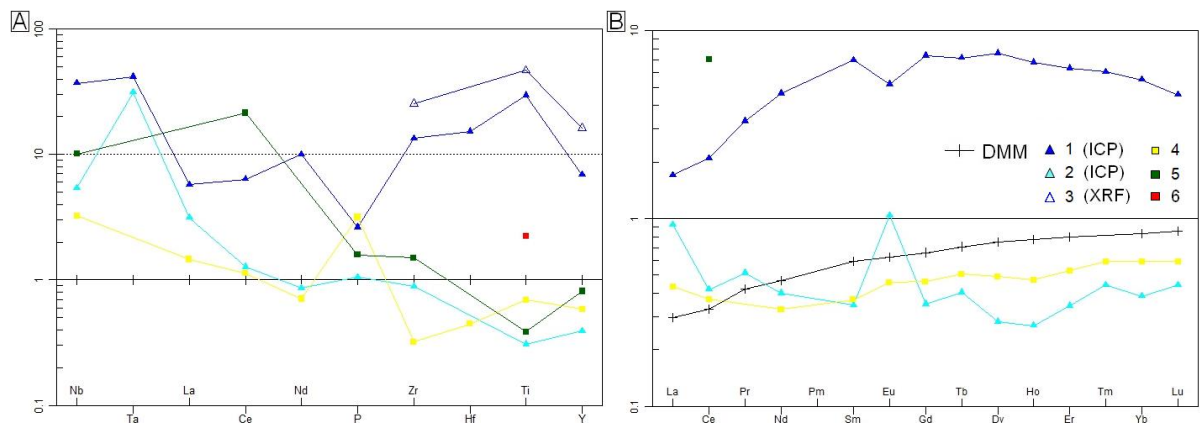 A
100
10
1
0.1
Nb La Nd Zr Ti
Ta Ce P Hf Y
B
10
1
0.1
DMM
1 (ICP) 4
2 (ICP) 5
3 (XRF) 6
La Pr Pm Eu Tb Ho Tm Lu
Ce Nd Sm Gd Dy Er Yb